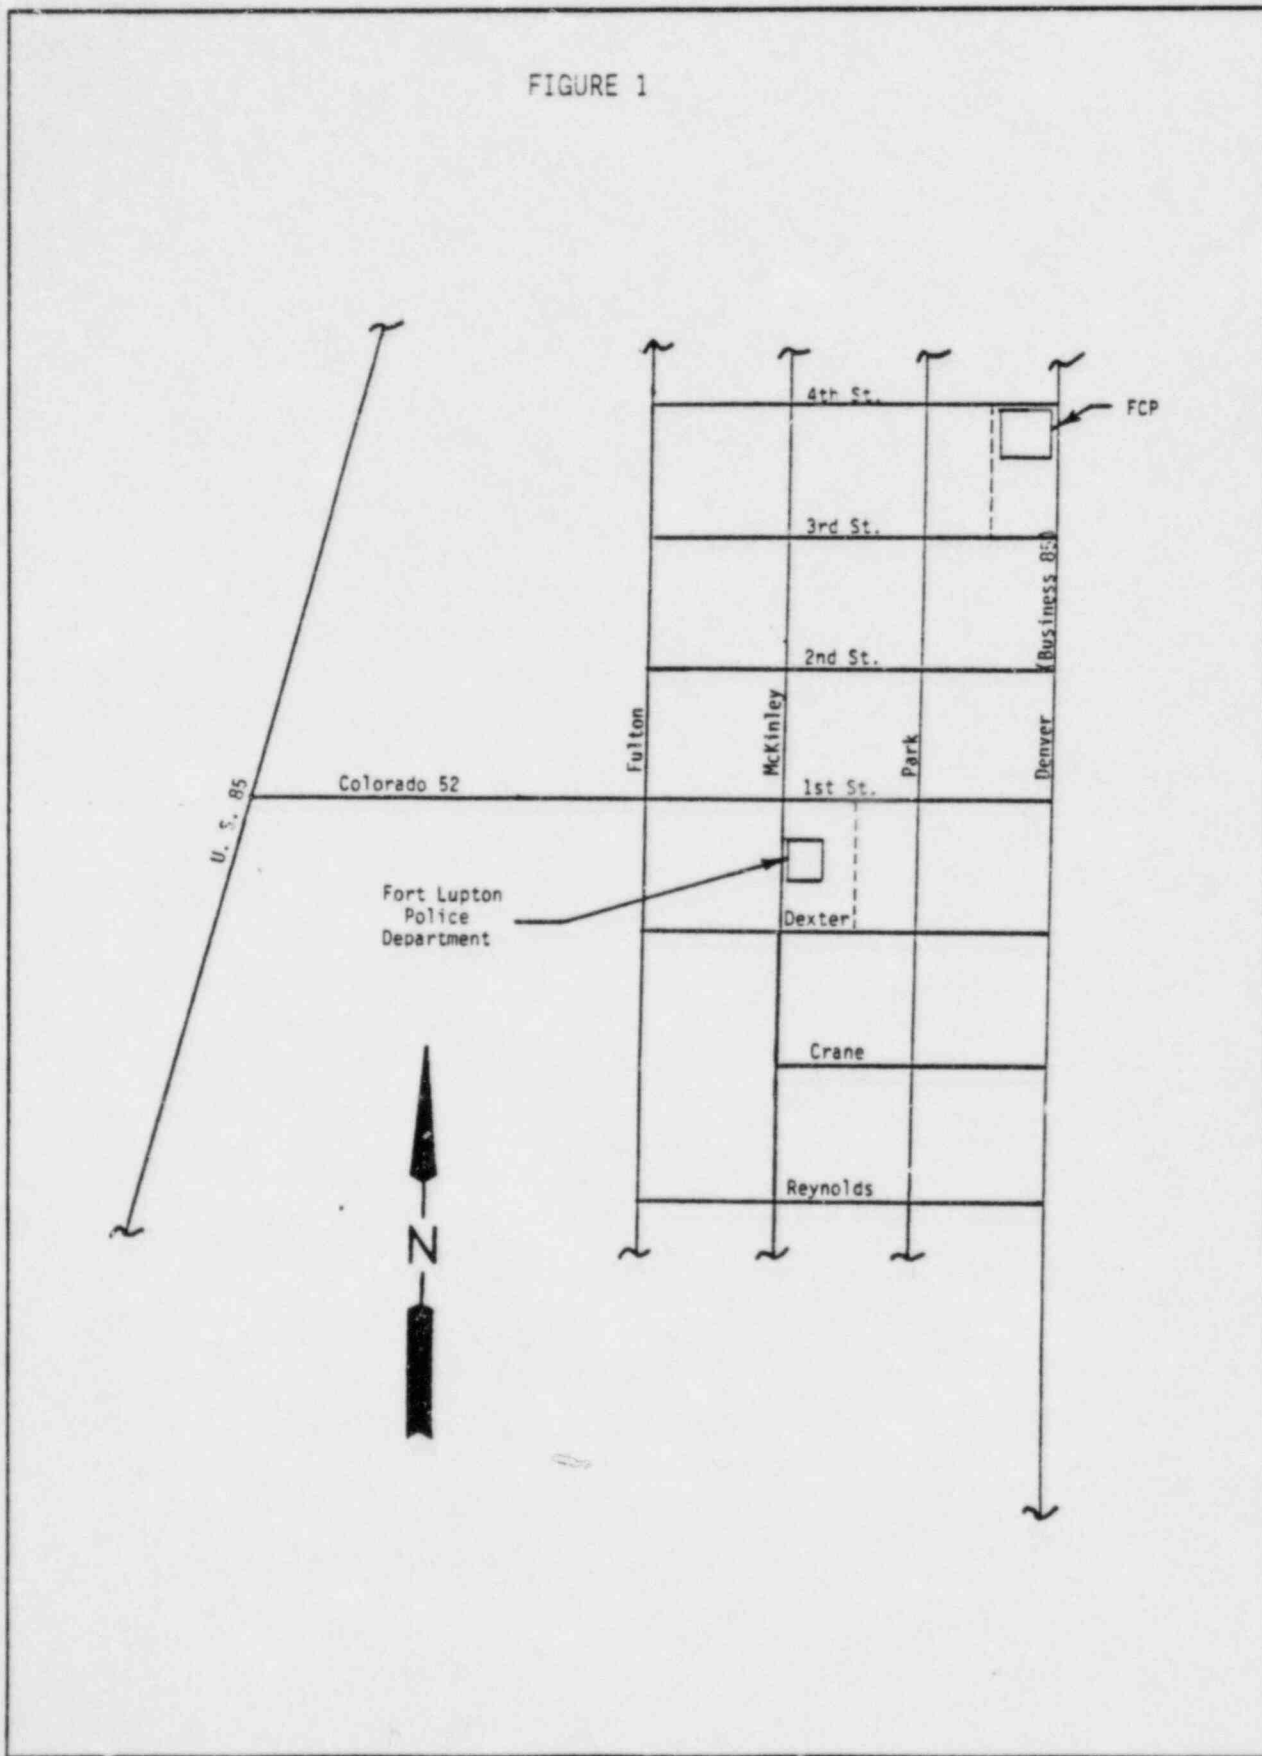 FIGURE 1
4th St.
FCP
3rd St.
(Business 85)
2nd St.
Fulton
McKinley
Park
Denver
U. S. 85
Colorado 52
1st St.
Fort Lupton
Police
Department
Dexter
Crane
Reynolds
N